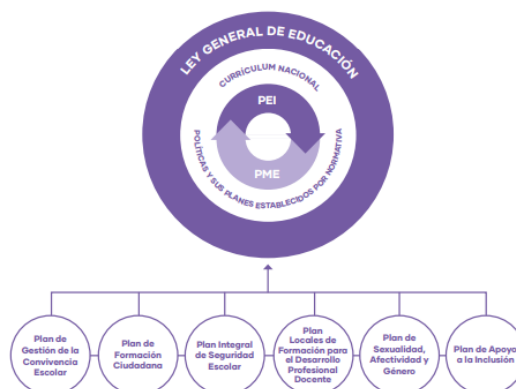 LEY GENERAL DE EDUCACIÓN
CURRÍCULUM NACIONAL
PEI
PME
POLÍTICAS Y SUS PLANES ESTABLECIDOS POR NORMATIVA
Plan de
Gestión de la
Convivencia
Escolar
Plan de
Formación
Ciudadana
Plan Integral
de Seguridad
Escolar
Plan
Locales de
Formación para
el Desarrollo
Profesional
Docente
Plan de
Sexualidad,
Afectividad y
Género
Plan de Apoyo
a la Inclusión